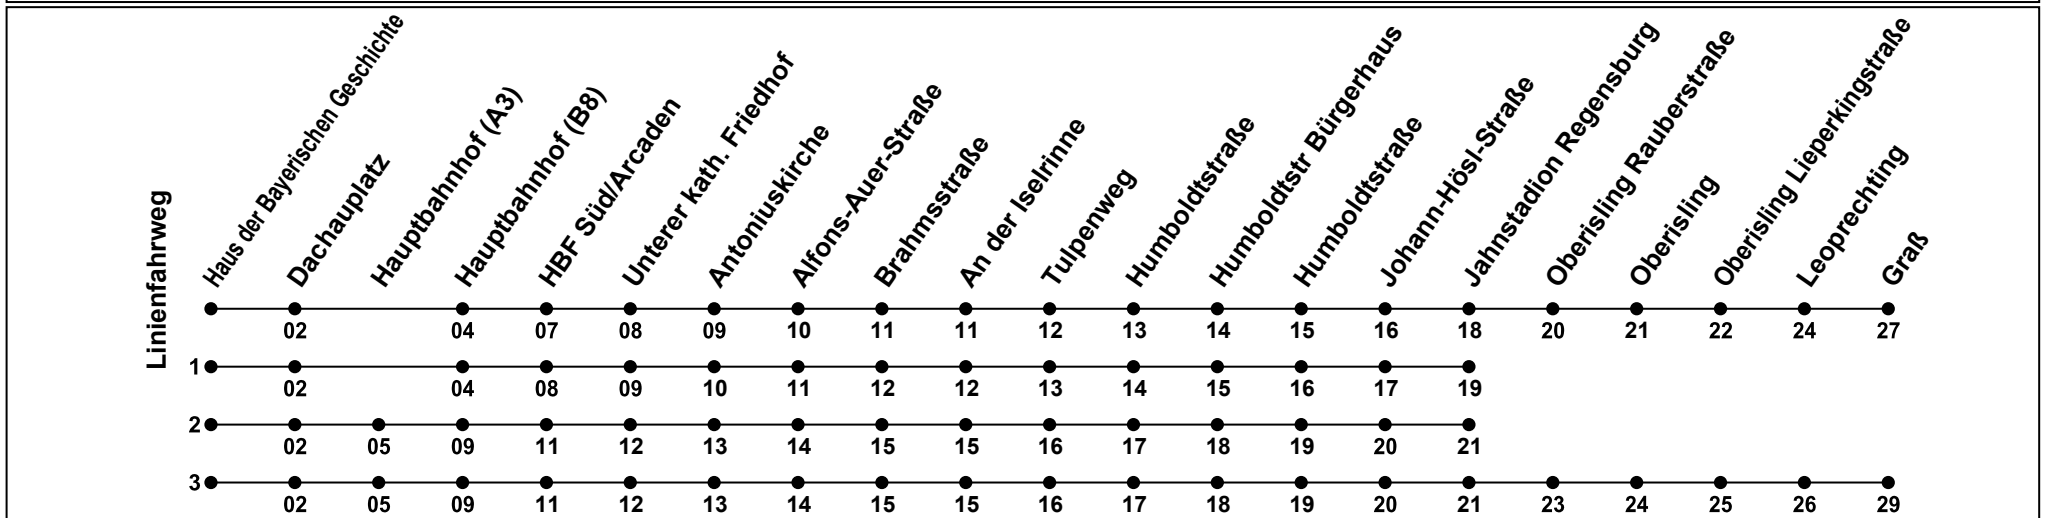 Linienfahrweg
Haus der Bayerischen Geschichte
Dachauplatz
Hauptbahnhof (A3)
Hauptbahnhof (B8)
HBF Süd/Arcaden
Unterer kath. Friedhof
Antoniuskirche
Alfons-Auer-Straße
Brahmsstraße
An der Iselrinne
Tulpenweg
Humboldtstraße
Humboldtstr Bürgerhaus
Humboldtstraße
Johann-Hösl-Straße
Jahnstadion Regensburg
Oberisling Rauberstraße
Oberisling
Oberisling Lieperkingstraße
Leoprechting
Graß
02 04 07 08 09 10 11 11 12 13 14 15 16 18 20 21 22 24 27
1
02 04 08 09 10 11 12 12 13 14 15 16 17 19
2
02 05 09 11 12 13 14 15 15 16 17 18 19 20 21
3
02 05 09 11 12 13 14 15 15 16 17 18 19 20 21 23 24 25 26 29